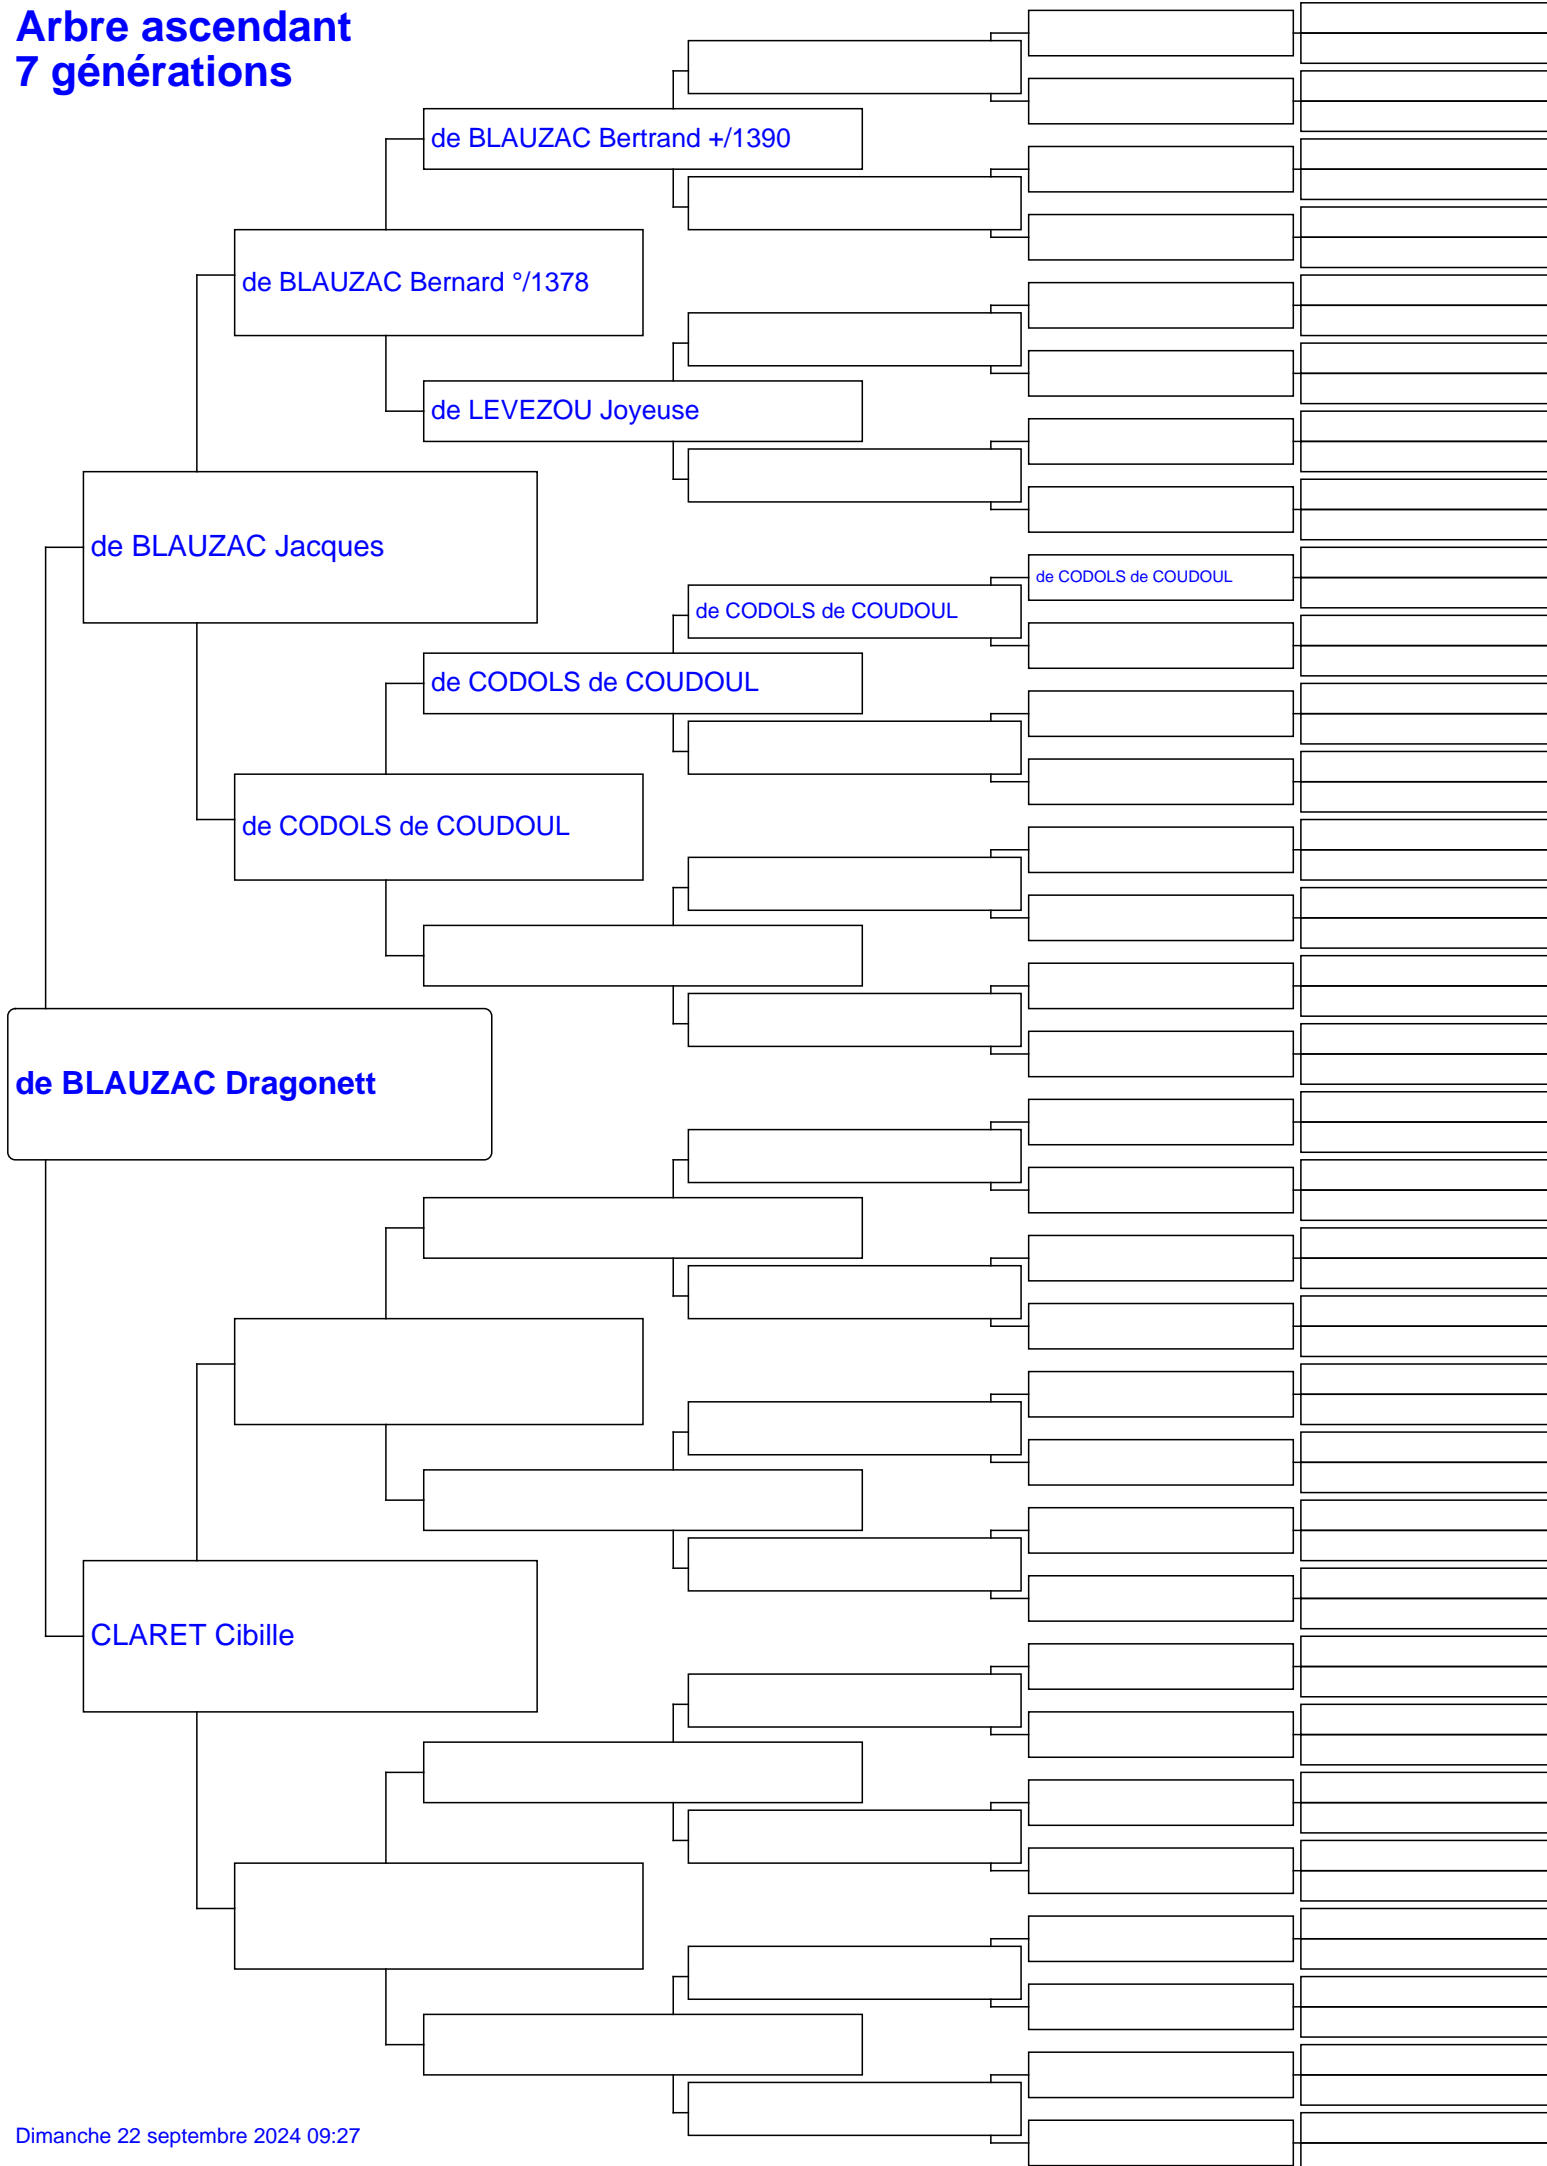 Arbre ascendant
7 générations
de BLAUZAC Bertrand +/1390
de BLAUZAC Bernard °/1378
de LEVEZOU Joyeuse
de BLAUZAC Jacques
de CODOLS de COUDOUL
de CODOLS de COUDOUL
de CODOLS de COUDOUL
de CODOLS de COUDOUL
de BLAUZAC Dragonett
CLARET Cibille
Dimanche 22 septembre 2024 09:27